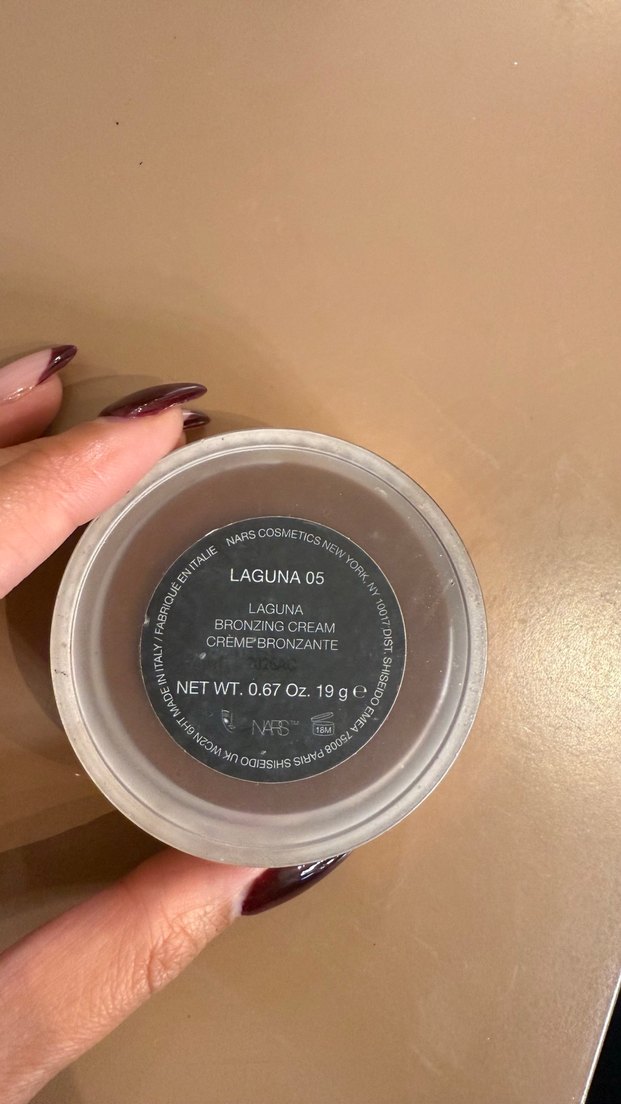 LAGUNA 05
LAGUNA
BRONZING CREAM
CRÈME BRONZANTE
NET WT. 0.67 Oz. 19 g ℮
NARS™
18M
NARS COSMETICS NEW YORK, NY 10017 DIST. SHISEIDO EMEA 75008 PARIS SHISEIDO UK WC2N 6HT MADE IN ITALY / FABRIQUÉ EN ITALIE